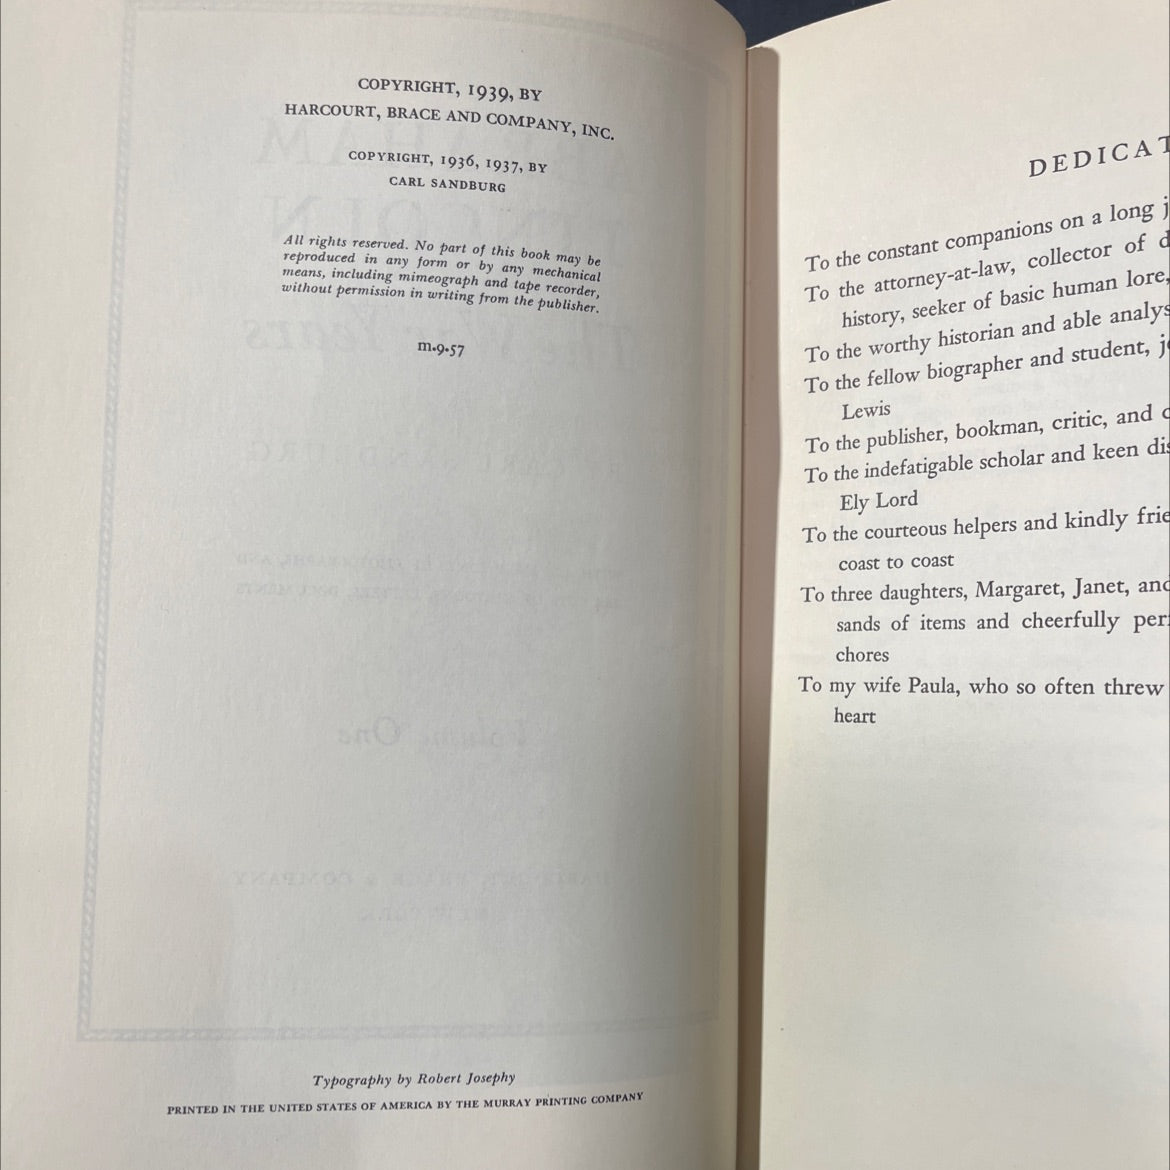 COPYRIGHT, 1939, BY
HARCOURT, BRACE AND COMPANY, INC.
COPYRIGHT, 1936, 1937, BY
CARL SANDBURG
All rights reserved. No part of this book may be
reproduced in any form or by any mechanical
means, including mimeograph and tape recorder,
without permission in writing from the publisher.
m·9·57
Typography by Robert Josephy
PRINTED IN THE UNITED STATES OF AMERICA BY THE MURRAY PRINTING COMPANY
DEDICAT
To the constant companions on a long j
To the attorney-at-law, collector of d
history, seeker of basic human lore,
To the worthy historian and able analys
To the fellow biographer and student, j
Lewis
To the publisher, bookman, critic, and c
To the indefatigable scholar and keen dis
Ely Lord
To the courteous helpers and kindly frie
coast to coast
To three daughters, Margaret, Janet, and
sands of items and cheerfully per
chores
To my wife Paula, who so often threw
heart